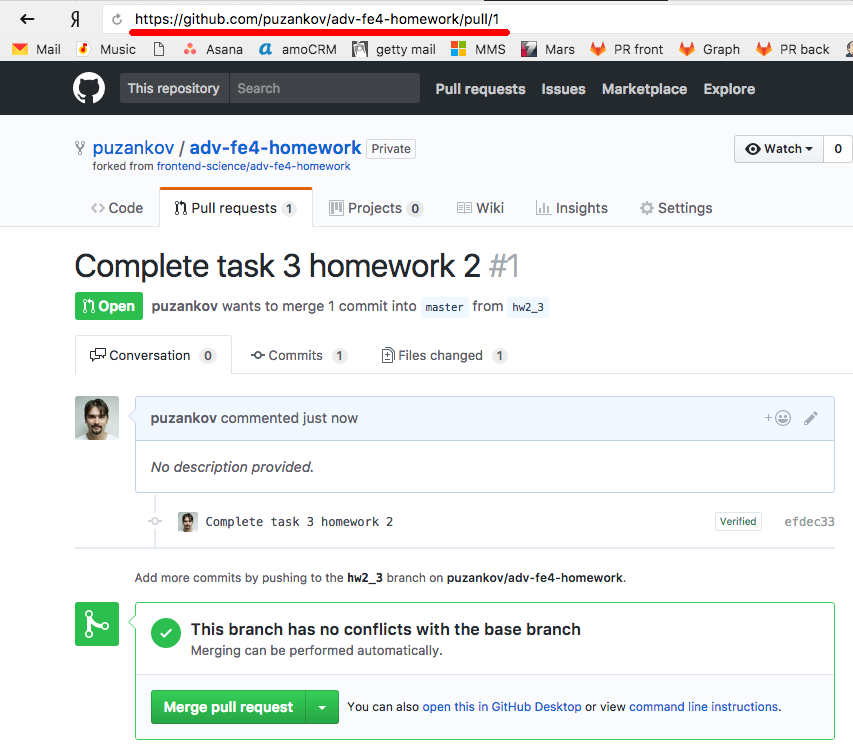 Я https://github.com/puzankov/adv-fe4-homework/pull/1
Mail Music Asana amoCRM getty mail MMS Mars PR front Graph PR back
This repository Search Pull requests Issues Marketplace Explore
puzankov / adv-fe4-homework Private Watch 0
forked from frontend-science/adv-fe4-homework
Code Pull requests 1 Projects 0 Wiki Insights Settings
Complete task 3 homework 2 #1
Open puzankov wants to merge 1 commit into master from hw2_3
Conversation 0 Commits 1 Files changed 1
puzankov commented just now
No description provided.
Complete task 3 homework 2 Verified efdec33
Add more commits by pushing to the hw2_3 branch on puzankov/adv-fe4-homework.
This branch has no conflicts with the base branch
Merging can be performed automatically.
Merge pull request You can also open this in GitHub Desktop or view command line instructions.